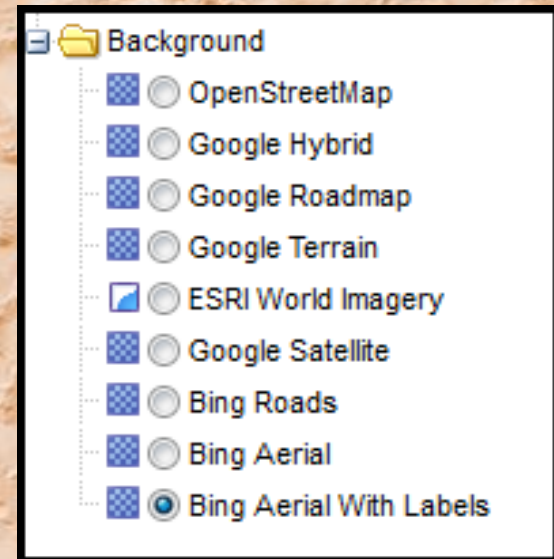 Background
OpenStreetMap
Google Hybrid
Google Roadmap
Google Terrain
ESRI World Imagery
Google Satellite
Bing Roads
Bing Aerial
Bing Aerial With Labels